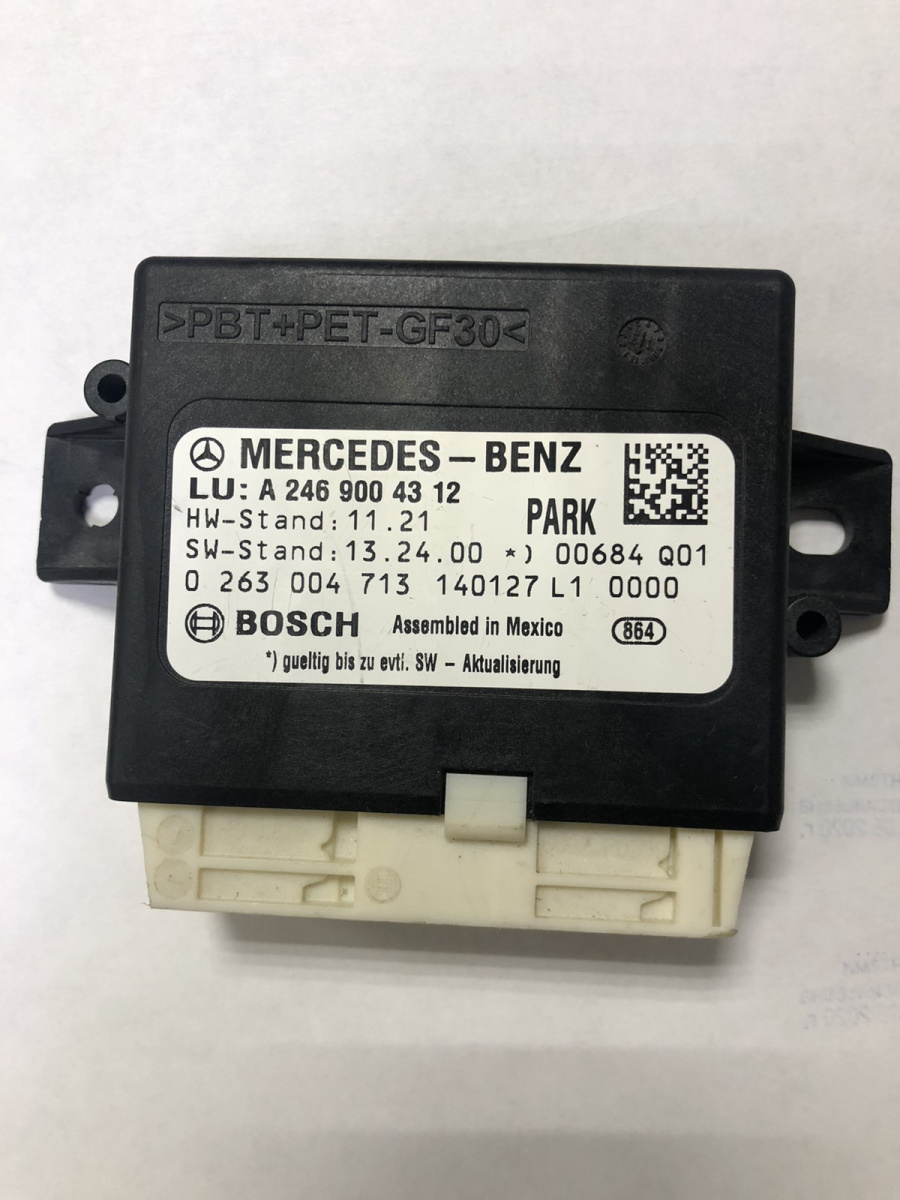 >PBT+PET-GF30<
MERCEDES-BENZ
LU: A 246 900 43 12
HW-Stand: 11.21 PARK
SW-Stand: 13.24.00 *) 00684 Q01
0 263 004 713 140127 L1 0000
BOSCH Assembled in Mexico 864
*) gueltig bis zu evtl. SW - Aktualisierung